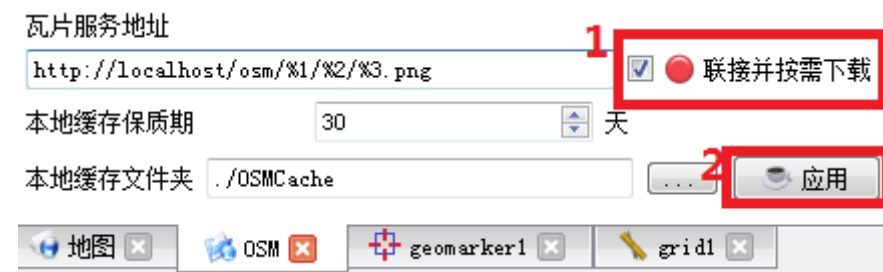 瓦片服务地址
1
http://localhost/osm/%1/%2/%3.png
联接并按需下载
本地缓存保质期 30 天
本地缓存文件夹 ./OSMCache ... 2 应用
地图 OSM geomarker1 grid1